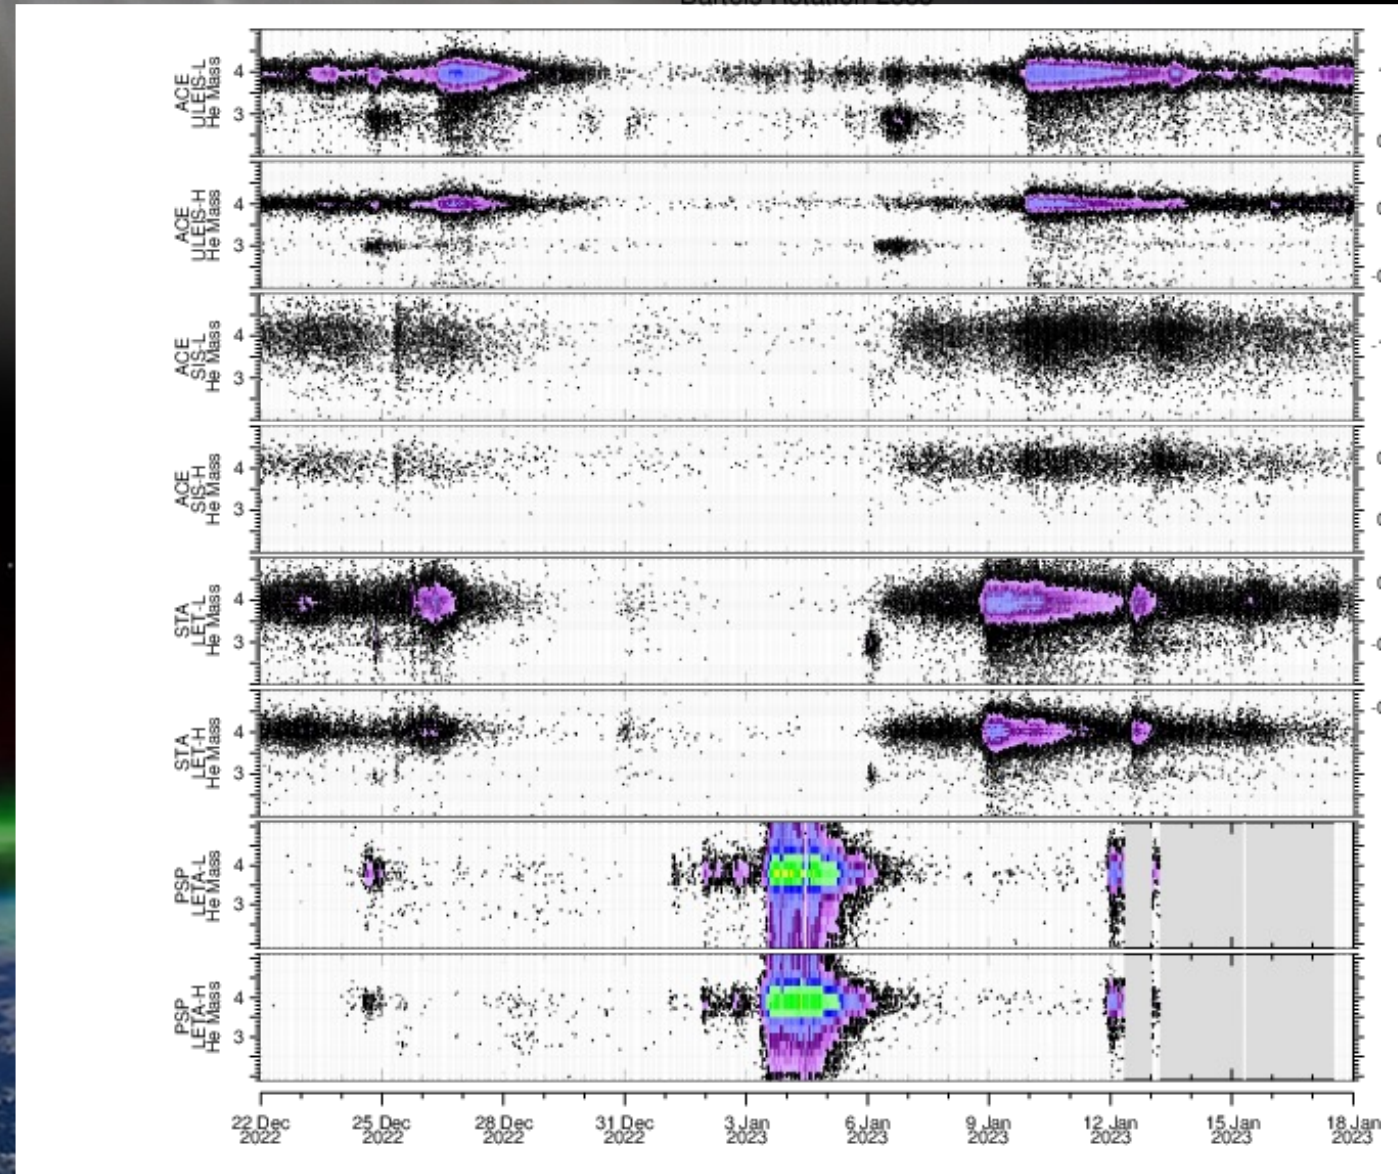 ACE
ULEIS-L
He Mass
4
3
ACE
ULEIS-H
He Mass
4
3
ACE
SIS-L
He Mass
4
3
ACE
SIS-H
He Mass
4
3
STA
LET-L
He Mass
4
3
STA
LET-H
He Mass
4
3
PSP
LETA-L
He Mass
4
3
PSP
LETA-H
He Mass
4
3
22 Dec 25 Dec 28 Dec 31 Dec 3 Jan 6 Jan 9 Jan 12 Jan 15 Jan 18 Jan
2022 2022 2022 2022 2023 2023 2023 2023 2023 2023